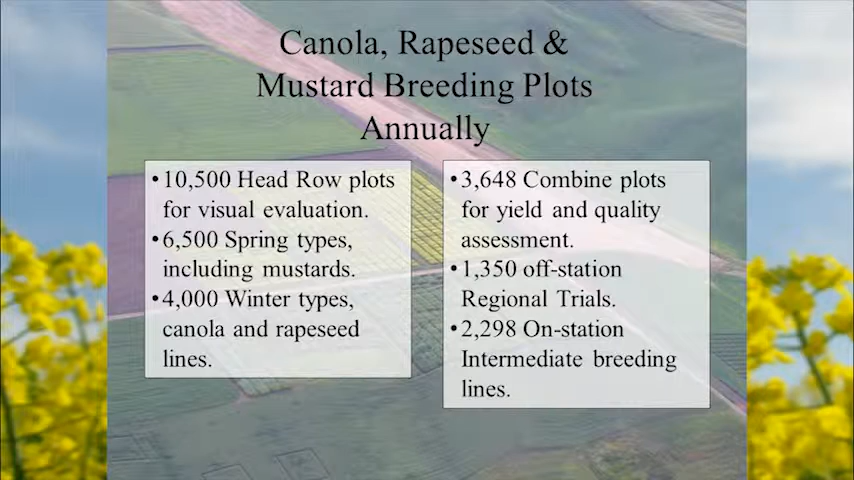 Canola, Rapeseed &
Mustard Breeding Plots
Annually
•10,500 Head Row plots
for visual evaluation.
•6,500 Spring types,
including mustards.
•4,000 Winter types,
canola and rapeseed
lines.
•3,648 Combine plots
for yield and quality
assessment.
•1,350 off-station
Regional Trials.
•2,298 On-station
Intermediate breeding
lines.